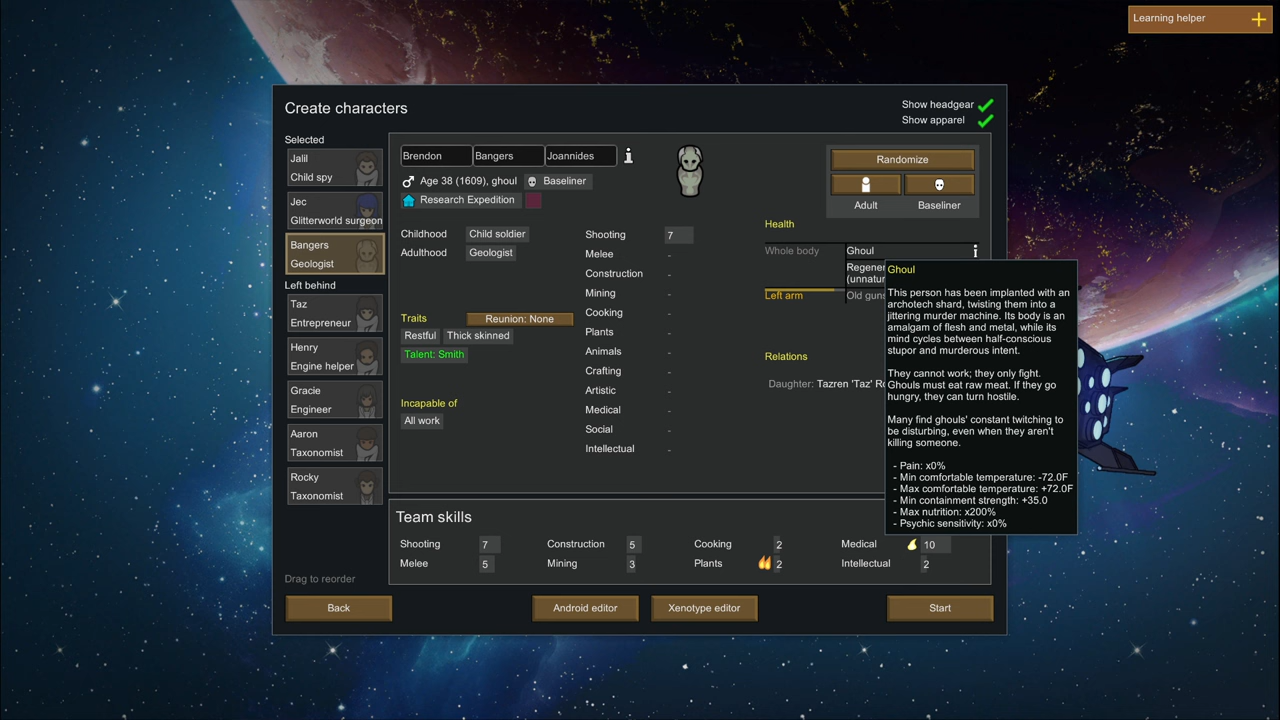 Learning helper
Create characters
Show headgear
Show apparel
Selected
Jalil
Child spy
Jec
Glitterworld surgeon
Bangers
Geologist
Left behind
Taz
Entrepreneur
Henry
Engine helper
Gracie
Engineer
Aaron
Taxonomist
Rocky
Taxonomist
Drag to reorder
Brendon Bangers Joannides
Age 38 (1609), ghoul Baseliner
Research Expedition
Childhood Child soldier
Adulthood Geologist
Traits Reunion: None
Restful Thick skinned
Talent: Smith
Incapable of
All work
Shooting 7
Melee -
Construction -
Mining -
Cooking -
Plants -
Animals -
Crafting -
Artistic -
Medical -
Social -
Intellectual -
Randomize
Adult Baseliner
Health
Whole body Ghoul
Regener
(unnatur
Left arm Old guns
Relations
Daughter: Tazren 'Taz' Ro
Ghoul
This person has been implanted with an
archotech shard, twisting them into a
jittering murder machine. Its body is an
amalgam of flesh and metal, while its
mind cycles between half-conscious
stupor and murderous intent.
They cannot work; they only fight.
Ghouls must eat raw meat. If they go
hungry, they can turn hostile.
Many find ghouls' constant twitching to
be disturbing, even when they aren't
killing someone.
- Pain: x0%
- Min comfortable temperature: -72.0F
- Max comfortable temperature: +72.0F
- Min containment strength: +35.0
- Max nutrition: x200%
- Psychic sensitivity: x0%
Team skills
Shooting 7 Construction 5 Cooking 2 Medical 10
Melee 5 Mining 3 Plants 2 Intellectual 2
Back Android editor Xenotype editor Start